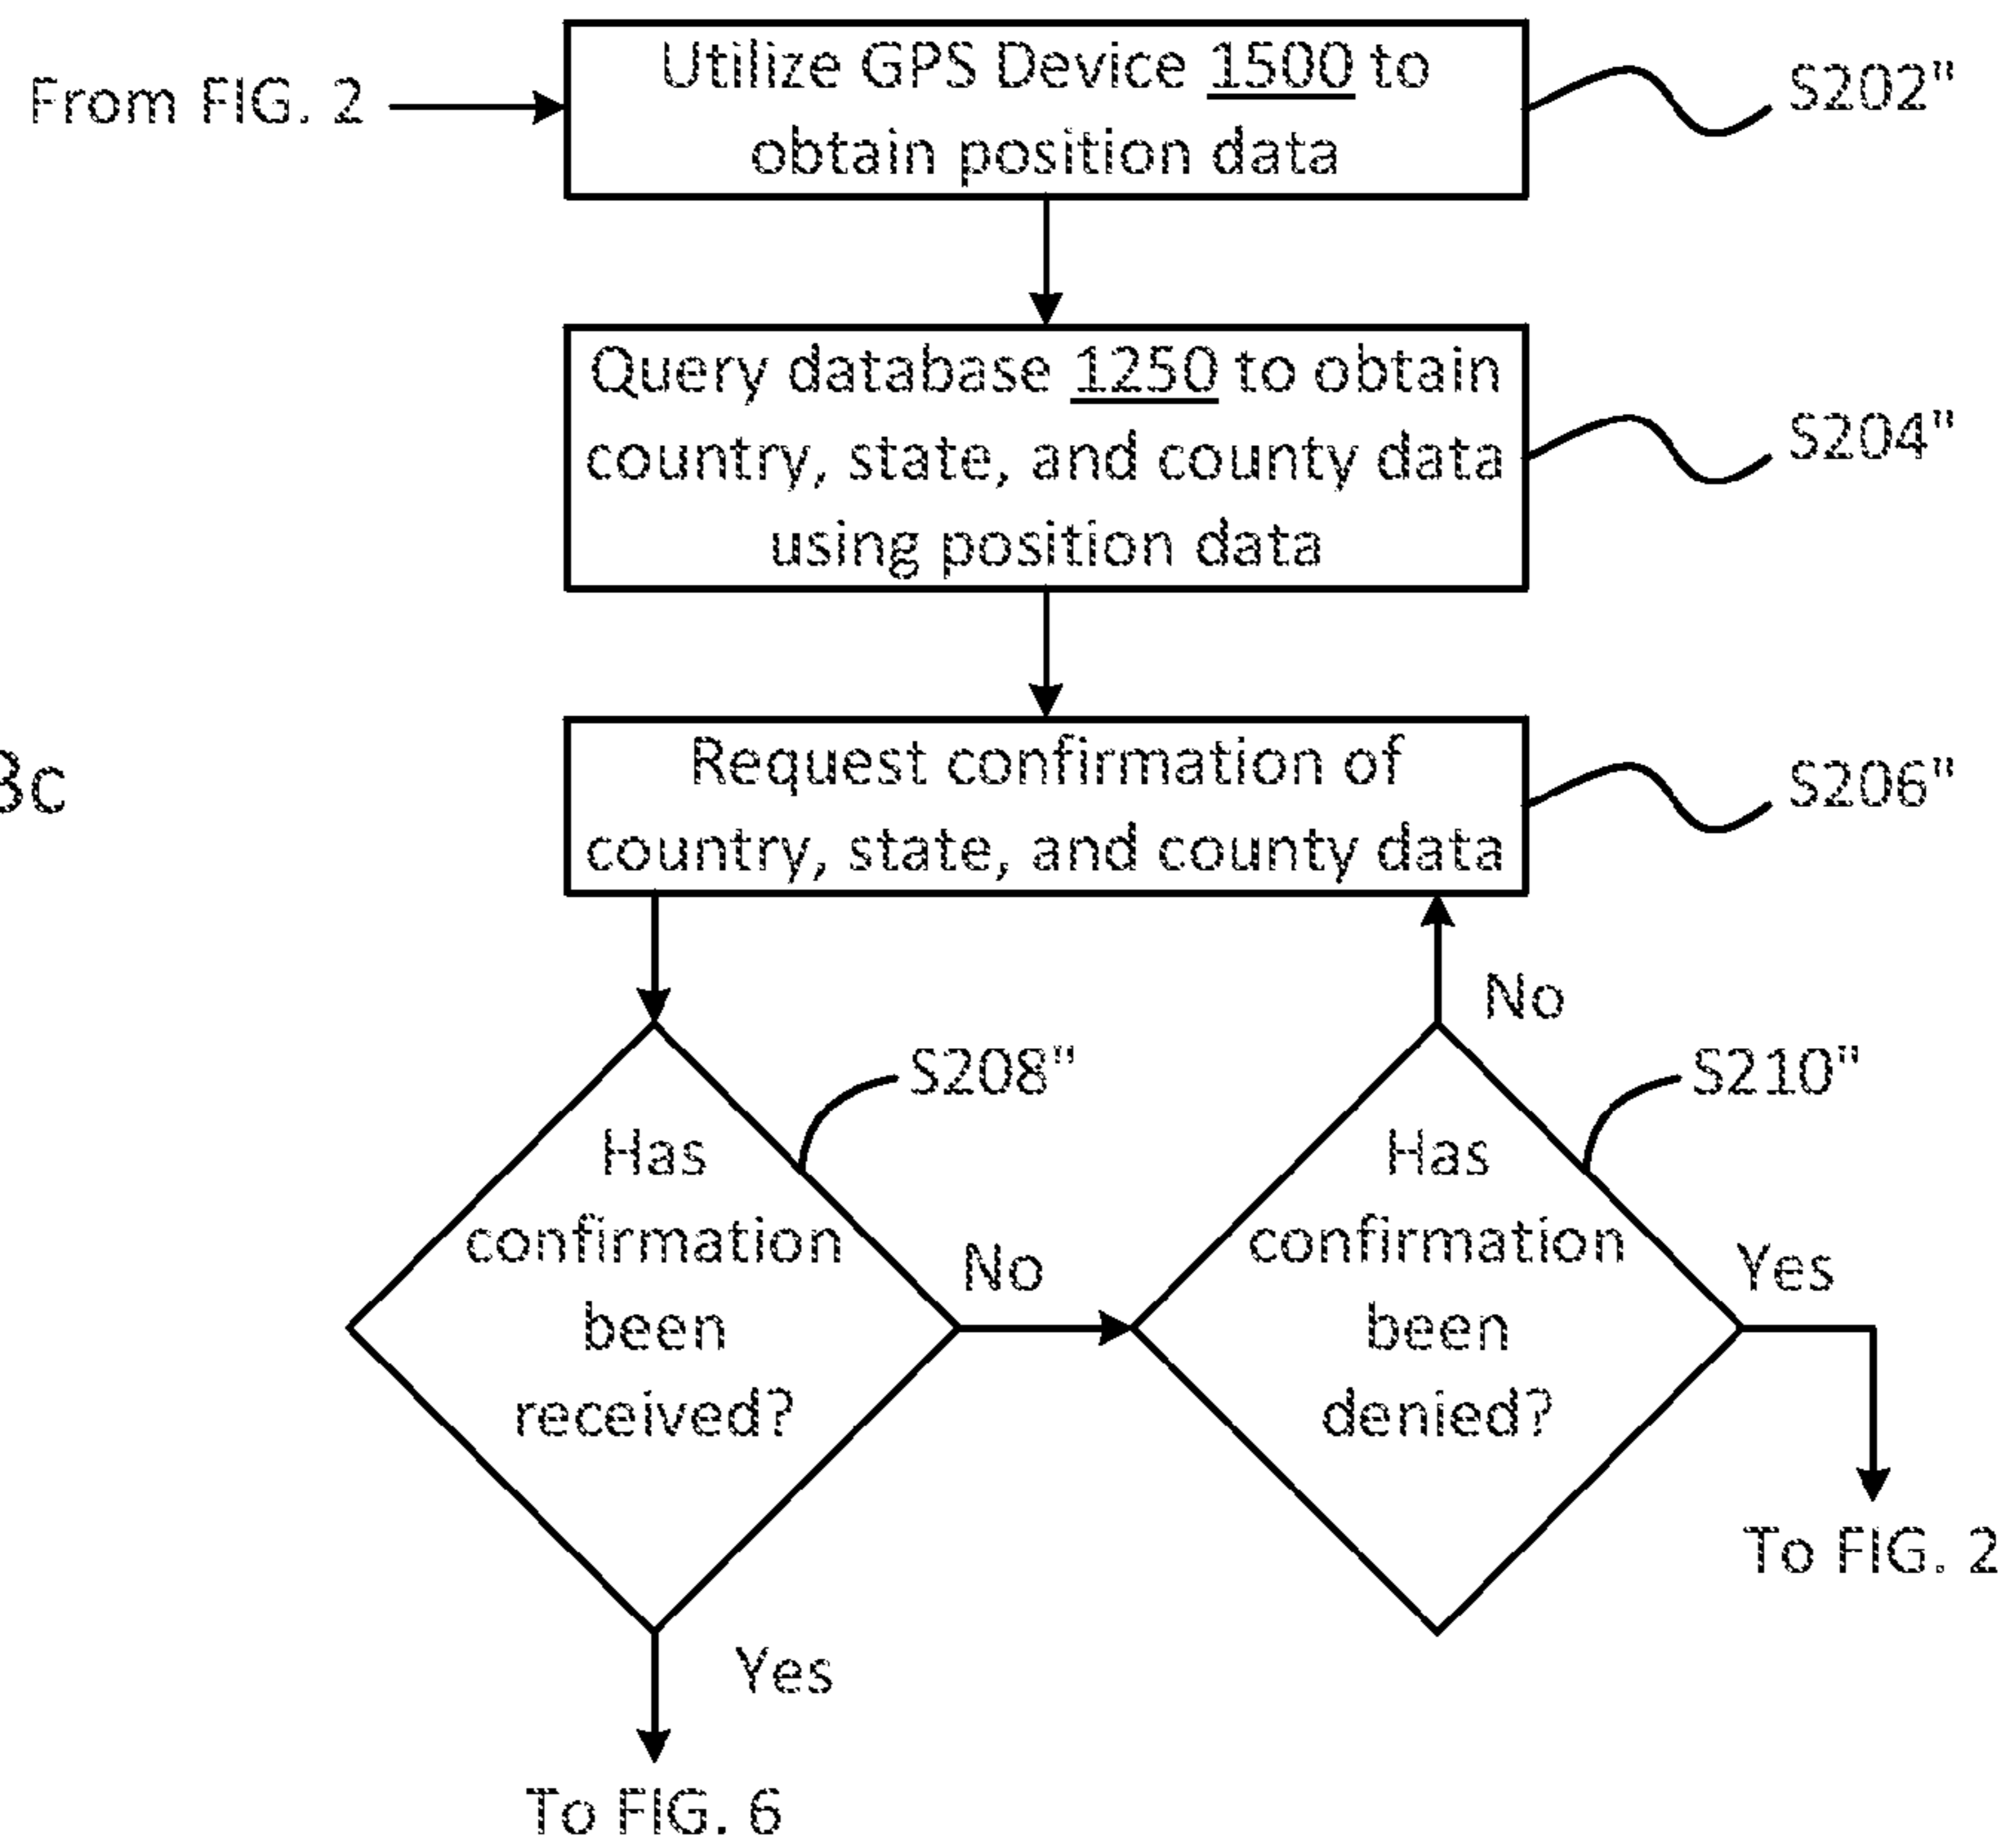 From FIG. 2
Utilize GPS Device 1500 to
obtain position data
S202"
Query database 1250 to obtain
country, state, and county data
using position data
S204"
3c
Request confirmation of
country, state, and county data
S206"
No
S208"
S210"
Has
confirmation
been
received?
No
Has
confirmation
been
denied?
Yes
To FIG. 2
Yes
To FIG. 6